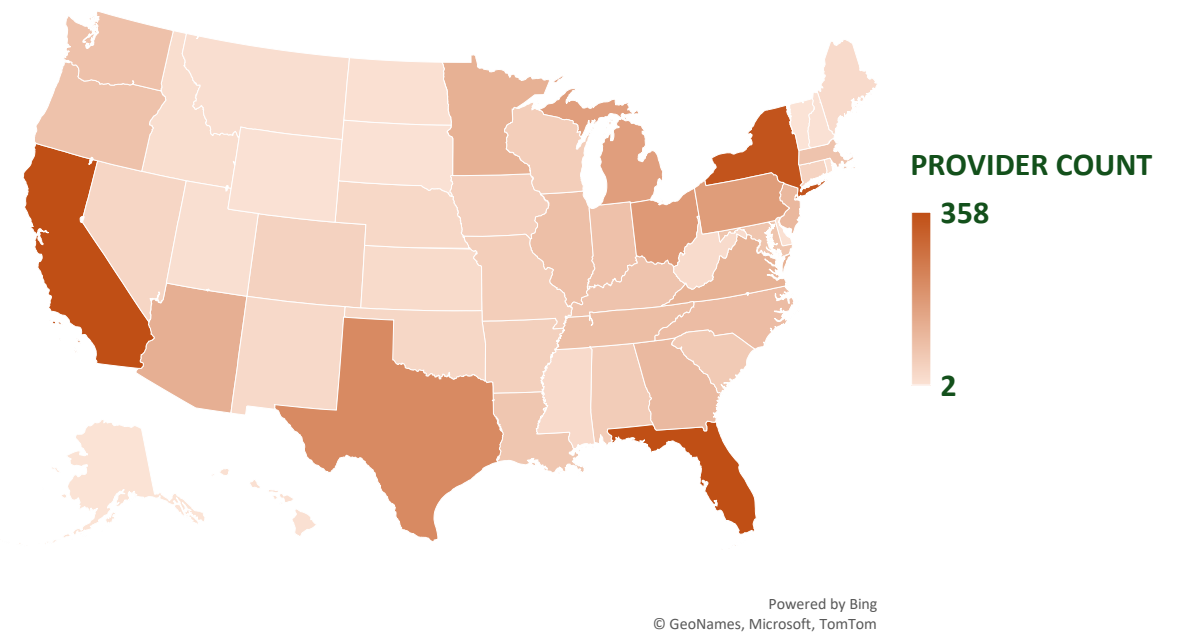 PROVIDER COUNT
358
2
Powered by Bing
© GeoNames, Microsoft, TomTom